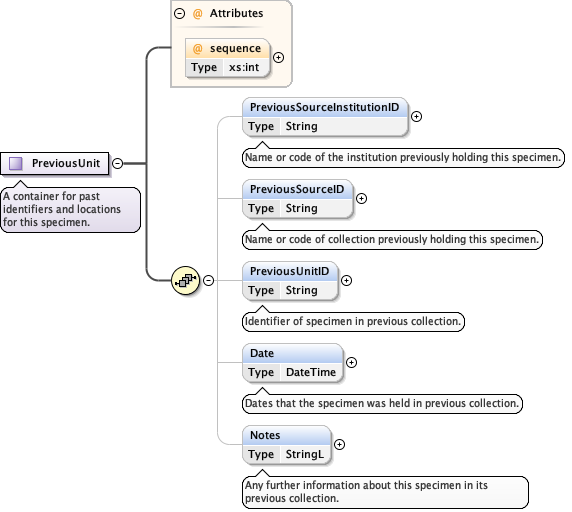 @ Attributes
@ sequence
Type xs:int
PreviousUnit
A container for past
identifiers and locations
for this specimen.
PreviousSourceInstitutionID
Type String
Name or code of the institution previously holding this specimen.
PreviousSourceID
Type String
Name or code of collection previously holding this specimen.
PreviousUnitID
Type String
Identifier of specimen in previous collection.
Date
Type DateTime
Dates that the specimen was held in previous collection.
Notes
Type StringL
Any further information about this specimen in its
previous collection.